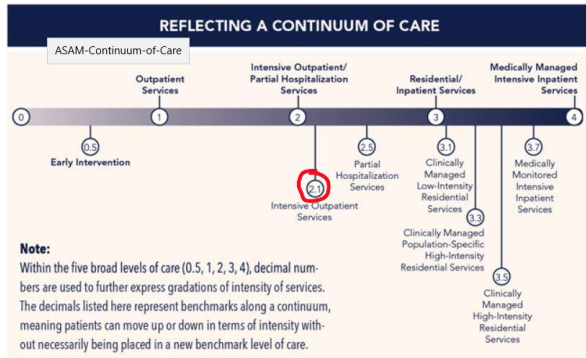 REFLECTING A CONTINUUM OF CARE
ASAM-Continuum-of-Care
Outpatient
Services
Intensive Outpatient/
Partial Hospitalization
Services
Residential/
Inpatient Services
Medically Managed
Intensive Inpatient
Services
0
1
2
3
4
0.5
Early Intervention
2.1
Intensive Outpatient
Services
2.5
Partial
Hospitalization
Services
3.1
Clinically
Managed
Low-Intensity
Residential
Services
3.3
Clinically Managed
Population-Specific
High-Intensity
Residential Services
3.5
Clinically
Managed
High-Intensity
Residential
Services
3.7
Medically
Monitored
Intensive
Inpatient
Services
Note:
Within the five broad levels of care (0.5, 1, 2, 3, 4), decimal num-
bers are used to further express gradations of intensity of services.
The decimals listed here represent benchmarks along a continuum,
meaning patients can move up or down in terms of intensity with-
out necessarily being placed in a new benchmark level of care.